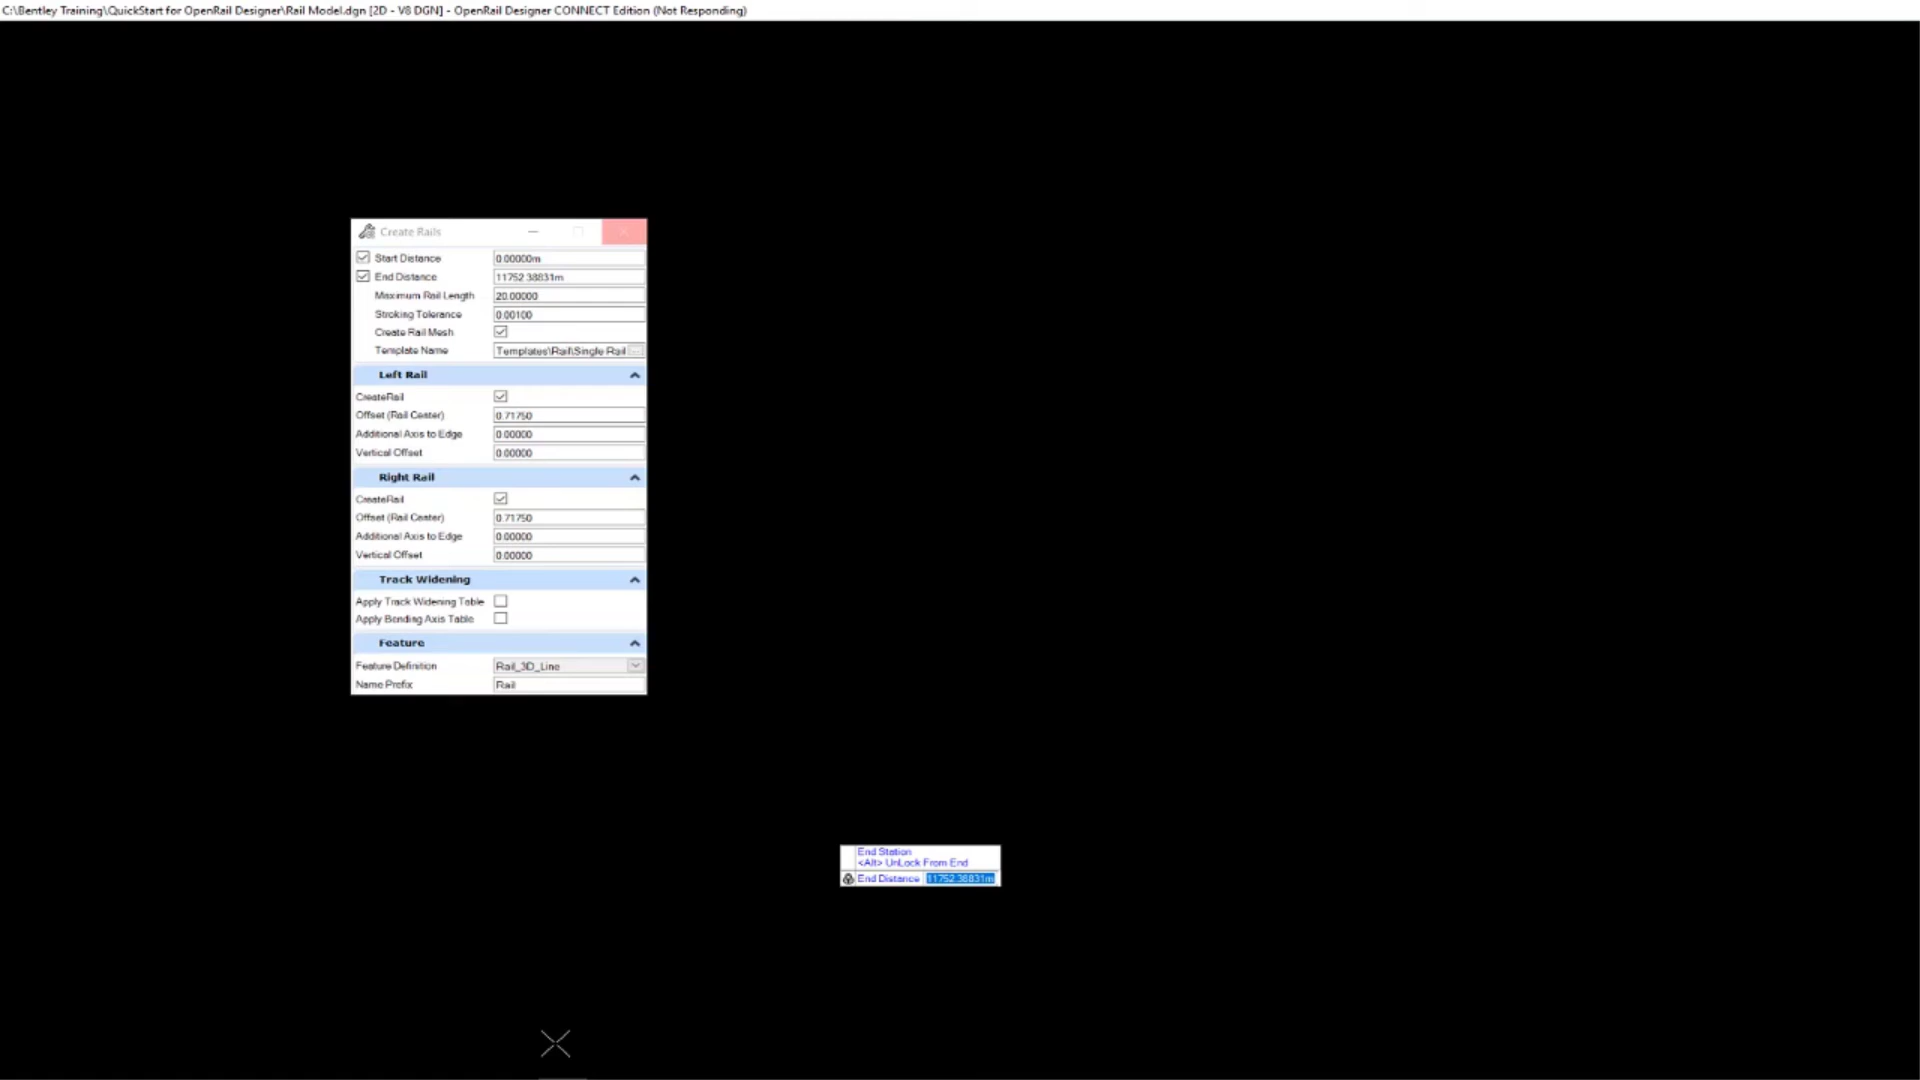 C:\Bentley Training\QuickStart for OpenRail Designer\Rail Model.dgn [2D - V8 DGN] - OpenRail Designer CONNECT Edition (Not Responding)
Create Rails
Start Distance 0.00000m
End Distance 11752.38831m
Maximum Rail Length 20.00000
Stroking Tolerance 0.00100
Create Rail Mesh
Template Name Templates\Rail\Single Rail
Left Rail
CreateRail
Offset (Rail Center) 0.71750
Additional Axis to Edge 0.00000
Vertical Offset 0.00000
Right Rail
CreateRail
Offset (Rail Center) 0.71750
Additional Axis to Edge 0.00000
Vertical Offset 0.00000
Track Widening
Apply Track Widening Table
Apply Bending Axis Table
Feature
Feature Definition Rail_3D_Line
Name Prefix Rail
End Station
<Alt> UnLock From End
End Distance 11752.38831m